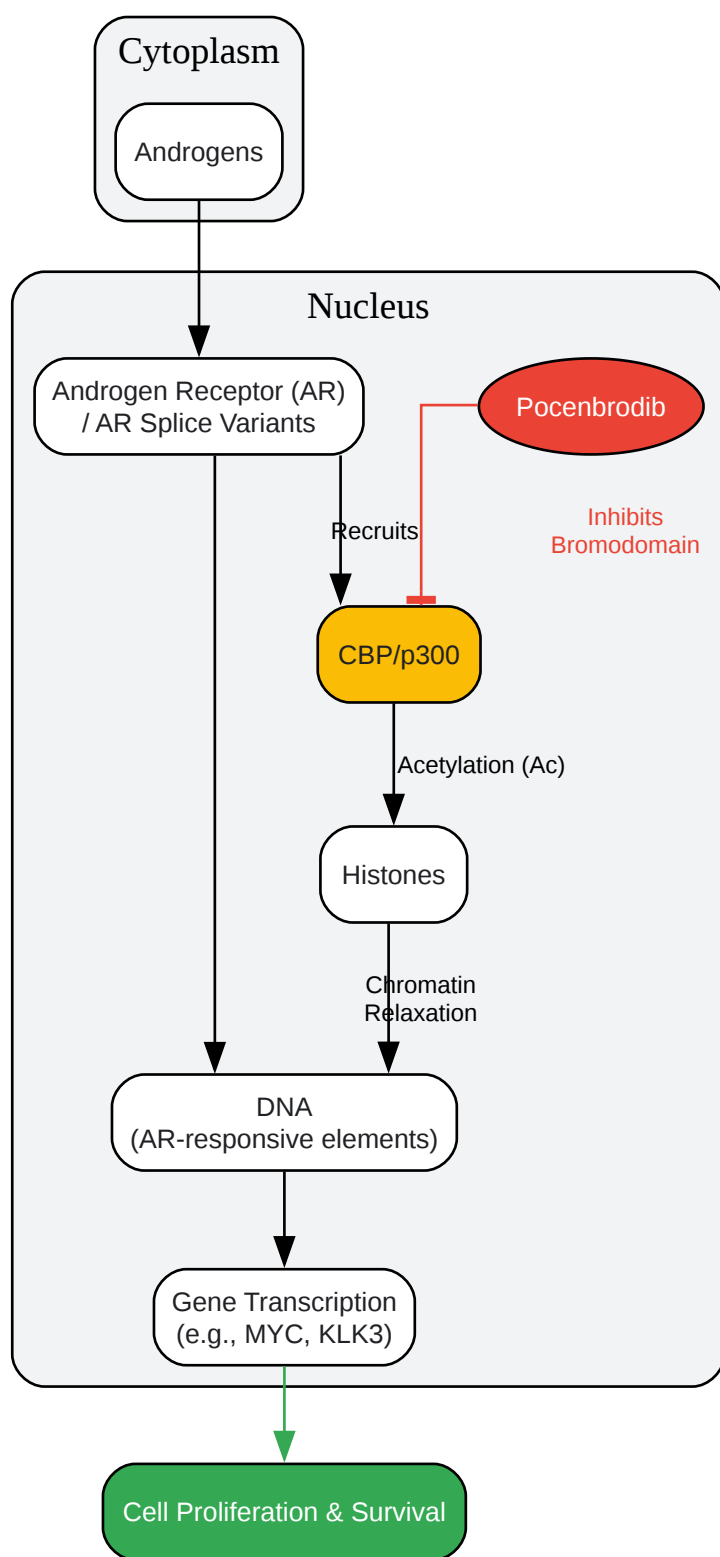 Cytoplasm
Androgens
Nucleus
Androgen Receptor (AR)
/ AR Splice Variants
Pocenbrodib
Recruits
Inhibits
Bromodomain
CBP/p300
Acetylation (Ac)
Histones
Chromatin
Relaxation
DNA
(AR-responsive elements)
Gene Transcription
(e.g., MYC, KLK3)
Cell Proliferation & Survival